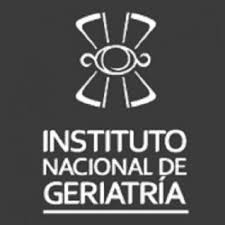 INSTITUTO
NACIONAL DE
GERIATRÍA